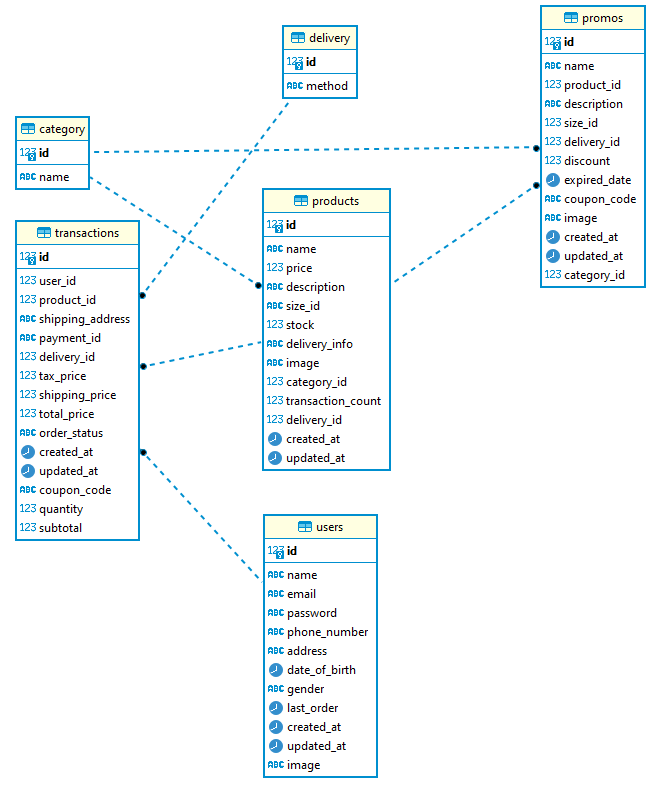 delivery
123 id
ABC method
promos
123 id
ABC name
123 product_id
ABC description
123 size_id
123 delivery_id
123 discount
expired_date
ABC coupon_code
ABC image
created_at
updated_at
123 category_id
category
123 id
ABC name
products
123 id
ABC name
123 price
ABC description
123 size_id
123 stock
ABC delivery_info
ABC image
123 category_id
123 transaction_count
123 delivery_id
created_at
updated_at
transactions
123 id
123 user_id
123 product_id
ABC shipping_address
ABC payment_id
123 delivery_id
123 tax_price
123 shipping_price
123 total_price
ABC order_status
created_at
updated_at
ABC coupon_code
123 quantity
123 subtotal
users
123 id
ABC name
ABC email
ABC password
ABC phone_number
ABC address
date_of_birth
ABC gender
last_order
created_at
updated_at
ABC image